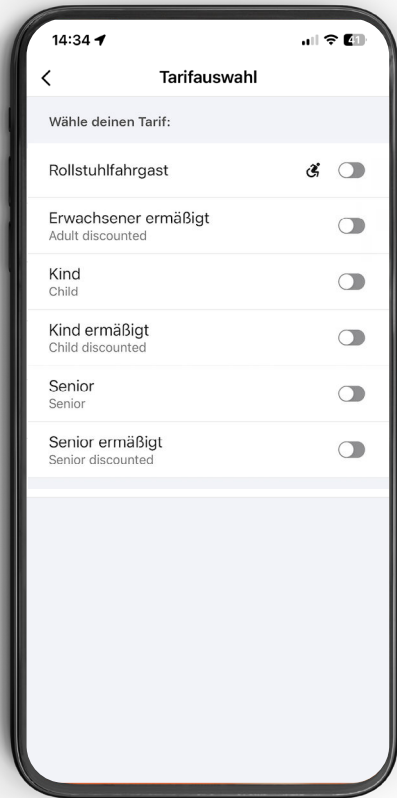 14:34
41
Tarifauswahl
Wähle deinen Tarif:
Rollstuhlfahrgast
Erwachsener ermäßigt
Adult discounted
Kind
Child
Kind ermäßigt
Child discounted
Senior
Senior
Senior ermäßigt
Senior discounted